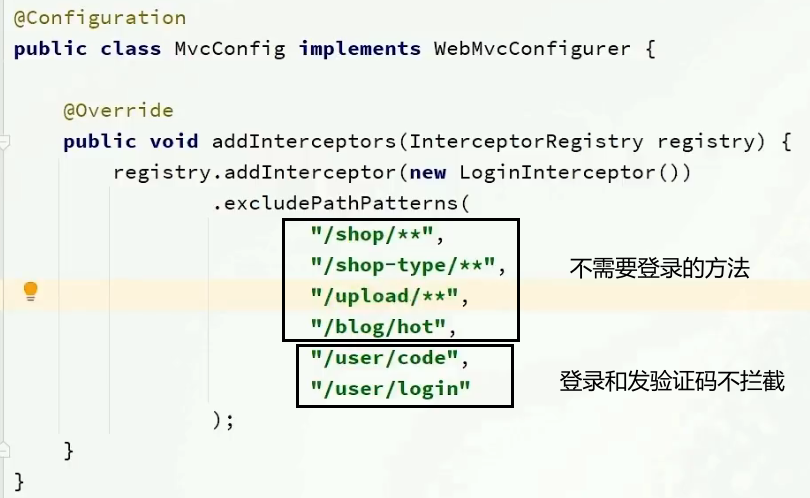 @Configuration
public class MvcConfig implements WebMvcConfigurer {
@Override
public void addInterceptors(InterceptorRegistry registry) {
registry.addInterceptor(new LoginInterceptor())
.excludePathPatterns(
"/shop/**",
"/shop-type/**",
不需要登录的方法
"/upload/**",
"/blog/hot",
"/user/code",
登录和发验证码不拦截
"/user/login"
);
}
}